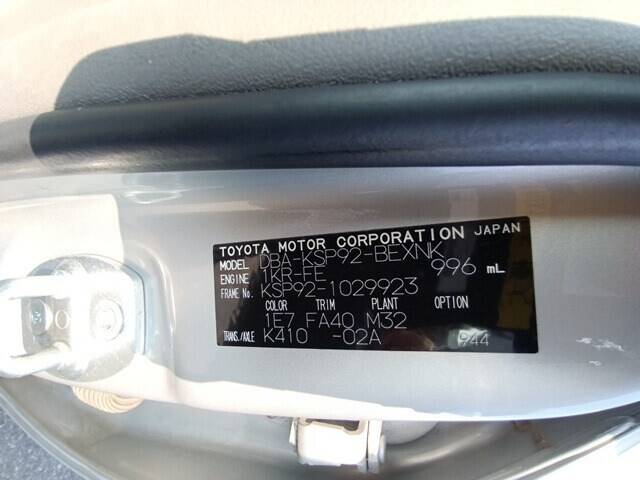 TOYOTA MOTOR CORPORATION JAPAN
MODEL DBA-KSP92-BEXNK
ENGINE 1KR-FE 996 mL
FRAME No. KSP92-1029923
COLOR TRIM PLANT OPTION
1E7 FA40 M32
TRANS./AXLE K410 -02A 944